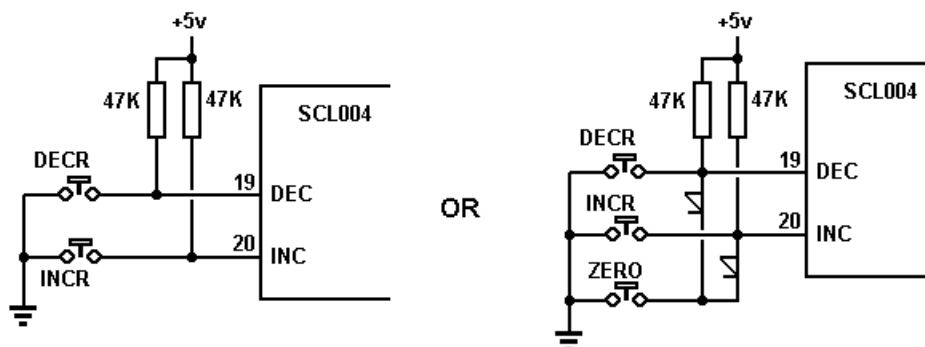 +5v
47K
47K
SCL004
DECR
19
DEC
20
INC
INCR
OR
+5v
47K
47K
SCL004
DECR
19
DEC
INCR
20
INC
ZERO